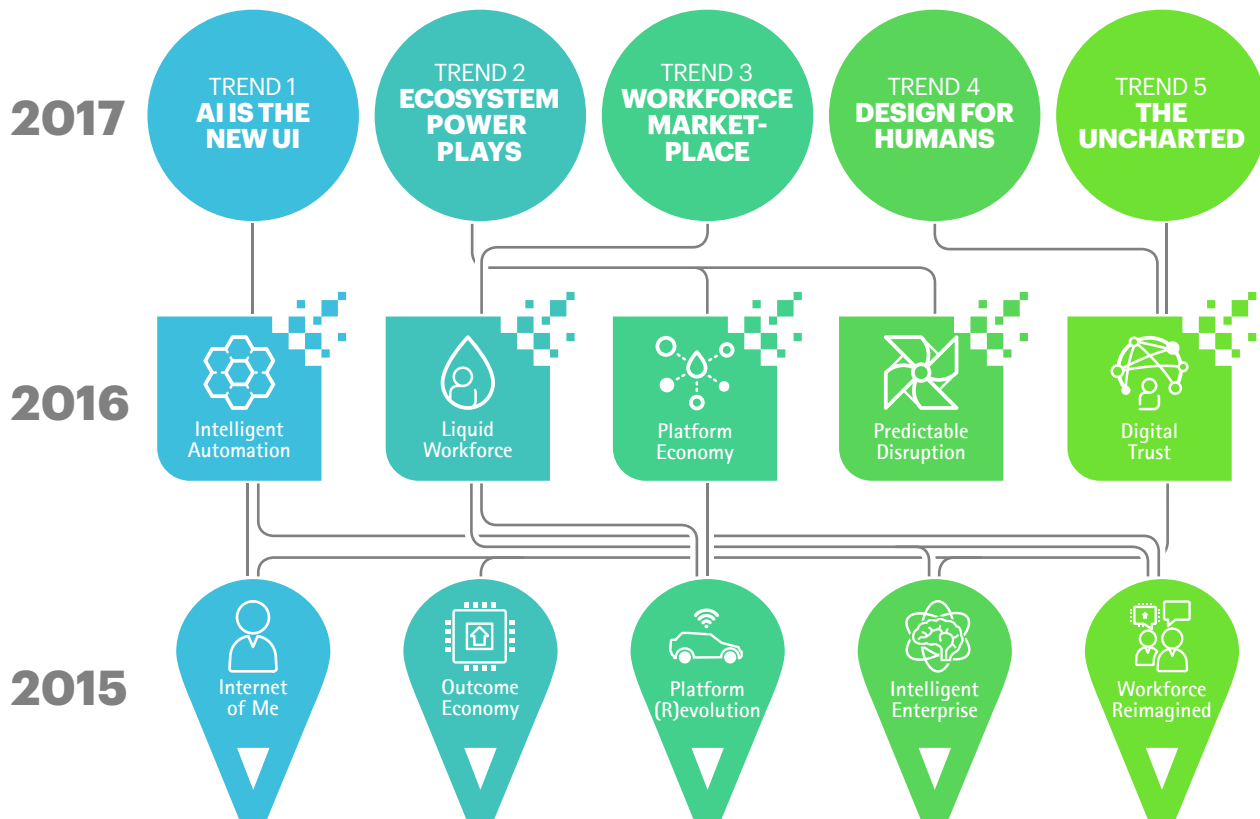 2017
TREND 1
AI IS THE
NEW UI
TREND 2
ECOSYSTEM
POWER
PLAYS
TREND 3
WORKFORCE
MARKET-
PLACE
TREND 4
DESIGN FOR
HUMANS
TREND 5
THE
UNCHARTED
2016
Intelligent
Automation
Liquid
Workforce
Platform
Economy
Predictable
Disruption
Digital
Trust
2015
Internet
of Me
Outcome
Economy
Platform
(R)evolution
Intelligent
Enterprise
Workforce
Reimagined